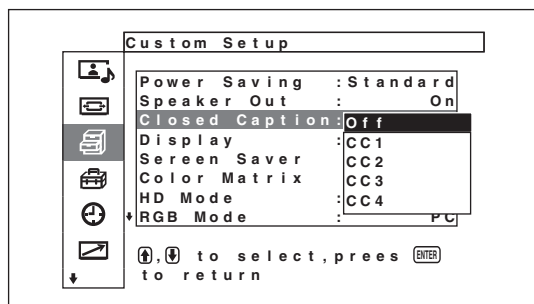 Custom Setup
Power Saving :Standard
Speaker Out : On
Closed Caption: Off
Display : CC1
Sereen Saver CC2
Color Matrix CC3
HD Mode : CC4
RGB Mode : PC
, to select,prees ENTER
to return